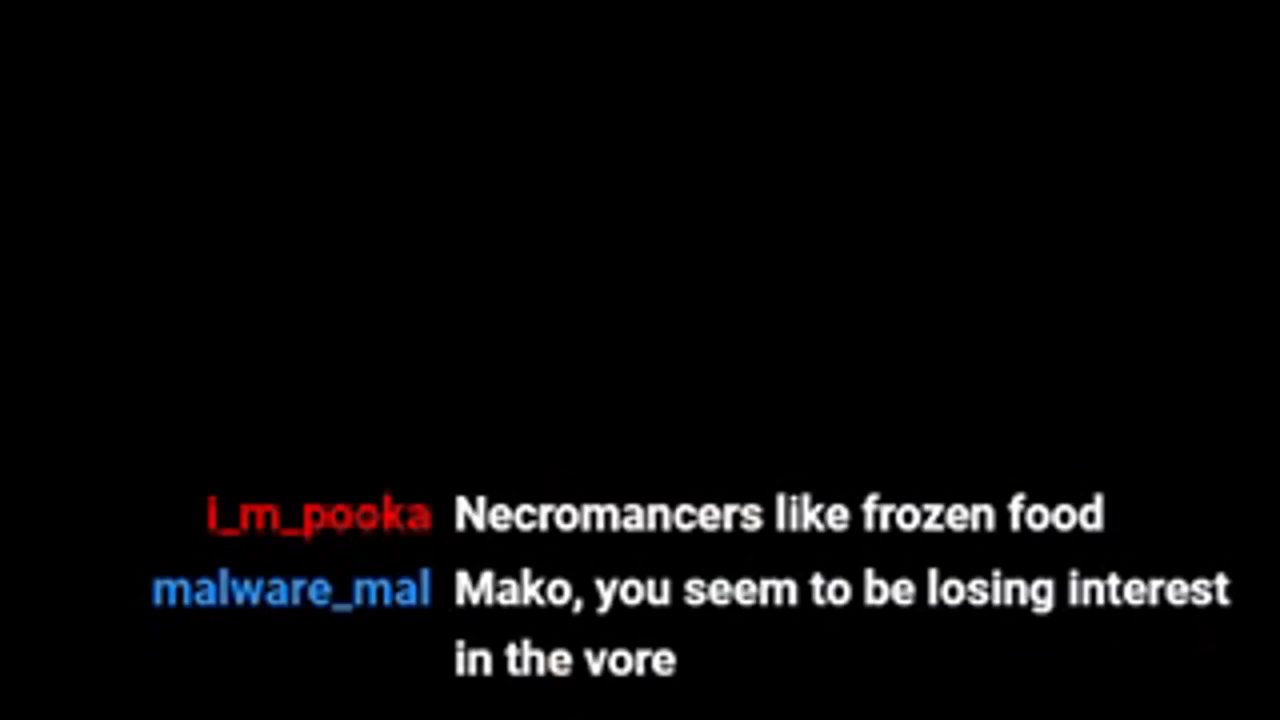 i_m_pooka Necromancers like frozen food
malware_mal Mako, you seem to be losing interest
in the vore